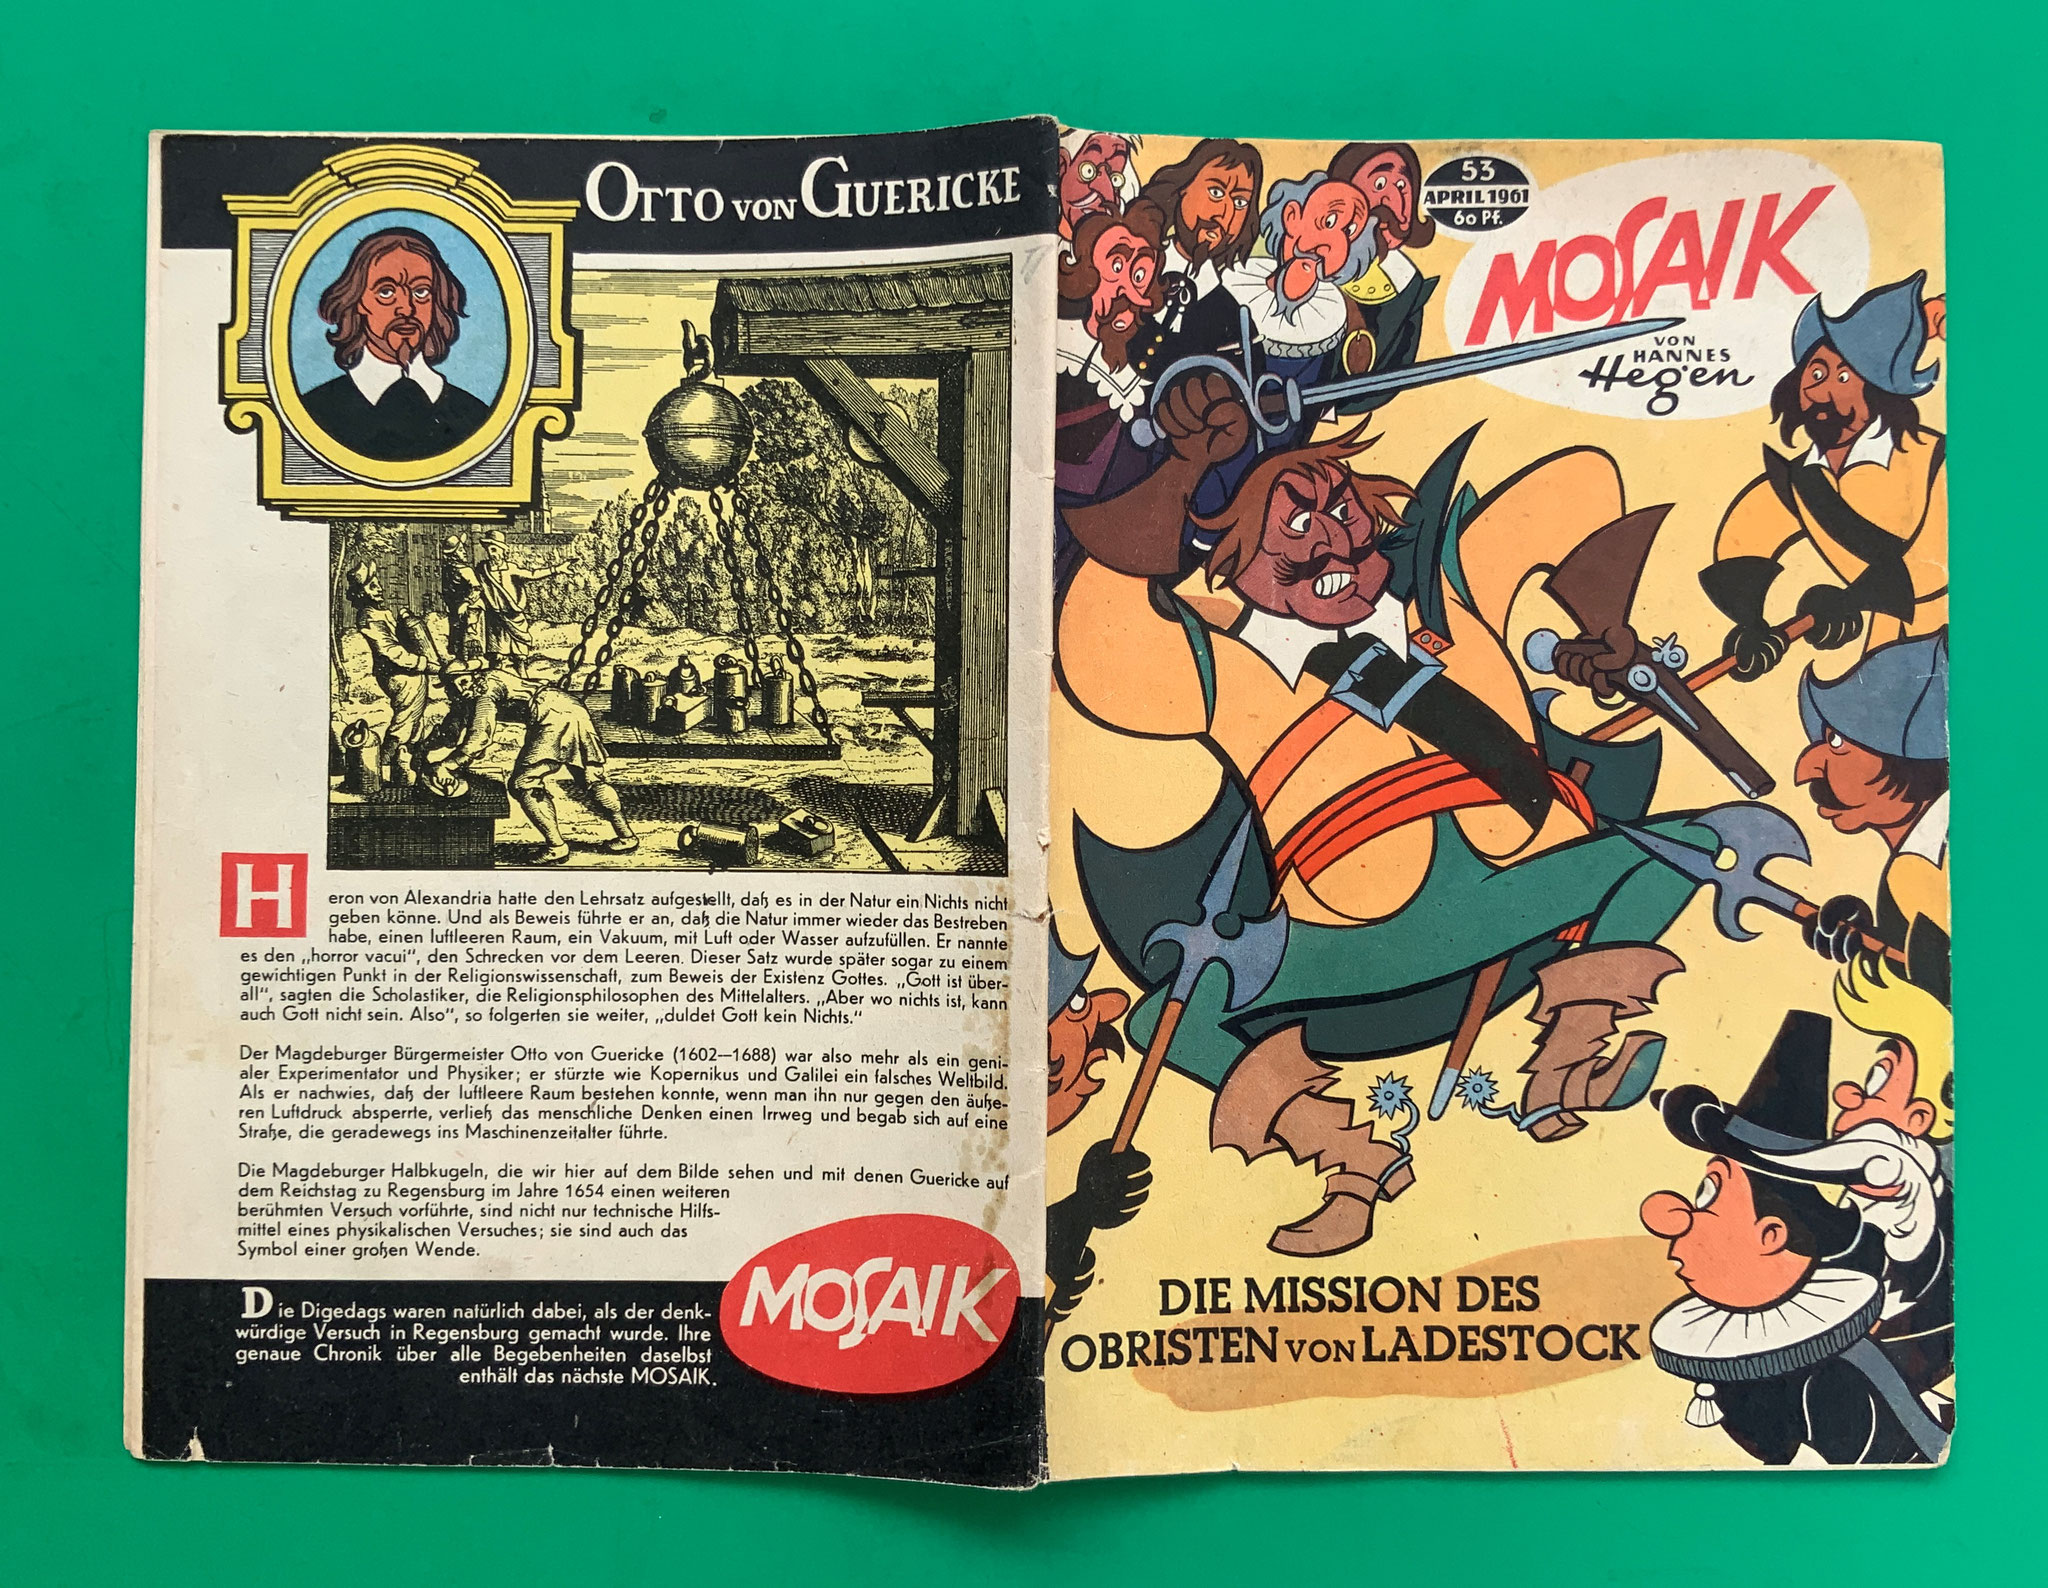 OTTO VON GUERICKE
Heron von Alexandria hatte den Lehrsatz aufgestellt, daß es in der Natur ein Nichts nicht
geben könne. Und als Beweis führte er an, daß die Natur immer wieder das Bestreben
habe, einen luftleeren Raum, ein Vakuum, mit Luft oder Wasser aufzufüllen. Er nannte
es den „horror vacui“, den Schrecken vor dem Leeren. Dieser Satz wurde später sogar zu einem
gewichtigen Punkt in der Religionswissenschaft, zum Beweis der Existenz Gottes. „Gott ist über-
all“, sagten die Scholastiker, die Religionsphilosophen des Mittelalters. „Aber wo nichts ist, kann
auch Gott nicht sein. Also“, so folgerten sie weiter, „duldet Gott kein Nichts.“
Der Magdeburger Bürgermeister Otto von Guericke (1602—1688) war also mehr als ein geni-
aler Experimentator und Physiker; er stürzte wie Kopernikus und Galilei ein falsches Weltbild.
Als er nachwies, daß der luftleere Raum bestehen konnte, wenn man ihn nur gegen den äuße-
ren Luftdruck absperrte, verließ das menschliche Denken einen Irrweg und begab sich auf eine
Straße, die geradewegs ins Maschinenzeitalter führte.
Die Magdeburger Halbkugeln, die wir hier auf dem Bilde sehen und mit denen Guericke auf
dem Reichstag zu Regensburg im Jahre 1654 einen weiteren
berühmten Versuch vorführte, sind nicht nur technische Hilfs-
mittel eines physikalischen Versuches; sie sind auch das
Symbol einer großen Wende.
Die Digedags waren natürlich dabei, als der denk-
würdige Versuch in Regensburg gemacht wurde. Ihre
genaue Chronik über alle Begebenheiten daselbst
enthält das nächste MOSAIK.
MOSAIK
53
APRIL 1961
60 Pf.
MOSAIK
VON
HANNES
Hegen
DIE MISSION DES
OBRISTEN VON LADESTOCK